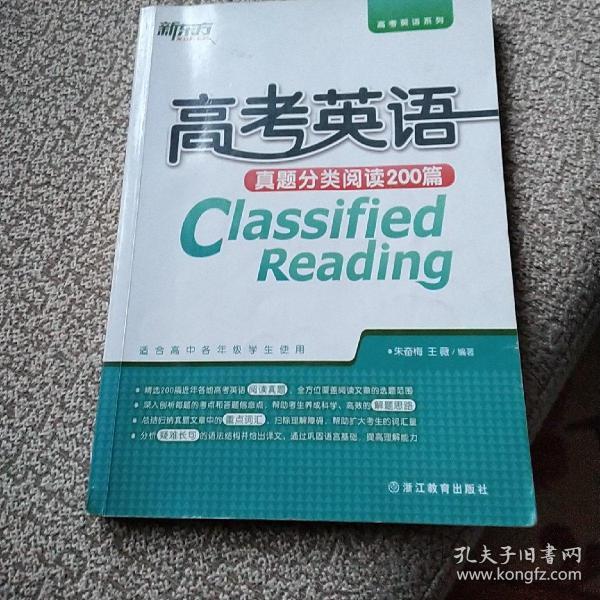 新东方
高考英语系列
高考英语
真题分类阅读200篇
Classified
Reading
适合高中各年级学生使用
•朱奋梅 王薇/编著
•精选200篇近年各地高考英语阅读真题，全方位覆盖阅读文章的选题范围
•深入剖析每题的考点和答题信息点，帮助考生养成科学、高效的解题思路
•总结归纳真题文章中的重点词汇，扫除理解障碍，帮助扩大考生的词汇量
•分析疑难长句的语法结构并给出译文，通过巩固语言基础，提高理解能力
浙江教育出版社
孔夫子旧书网
www.kongfz.com